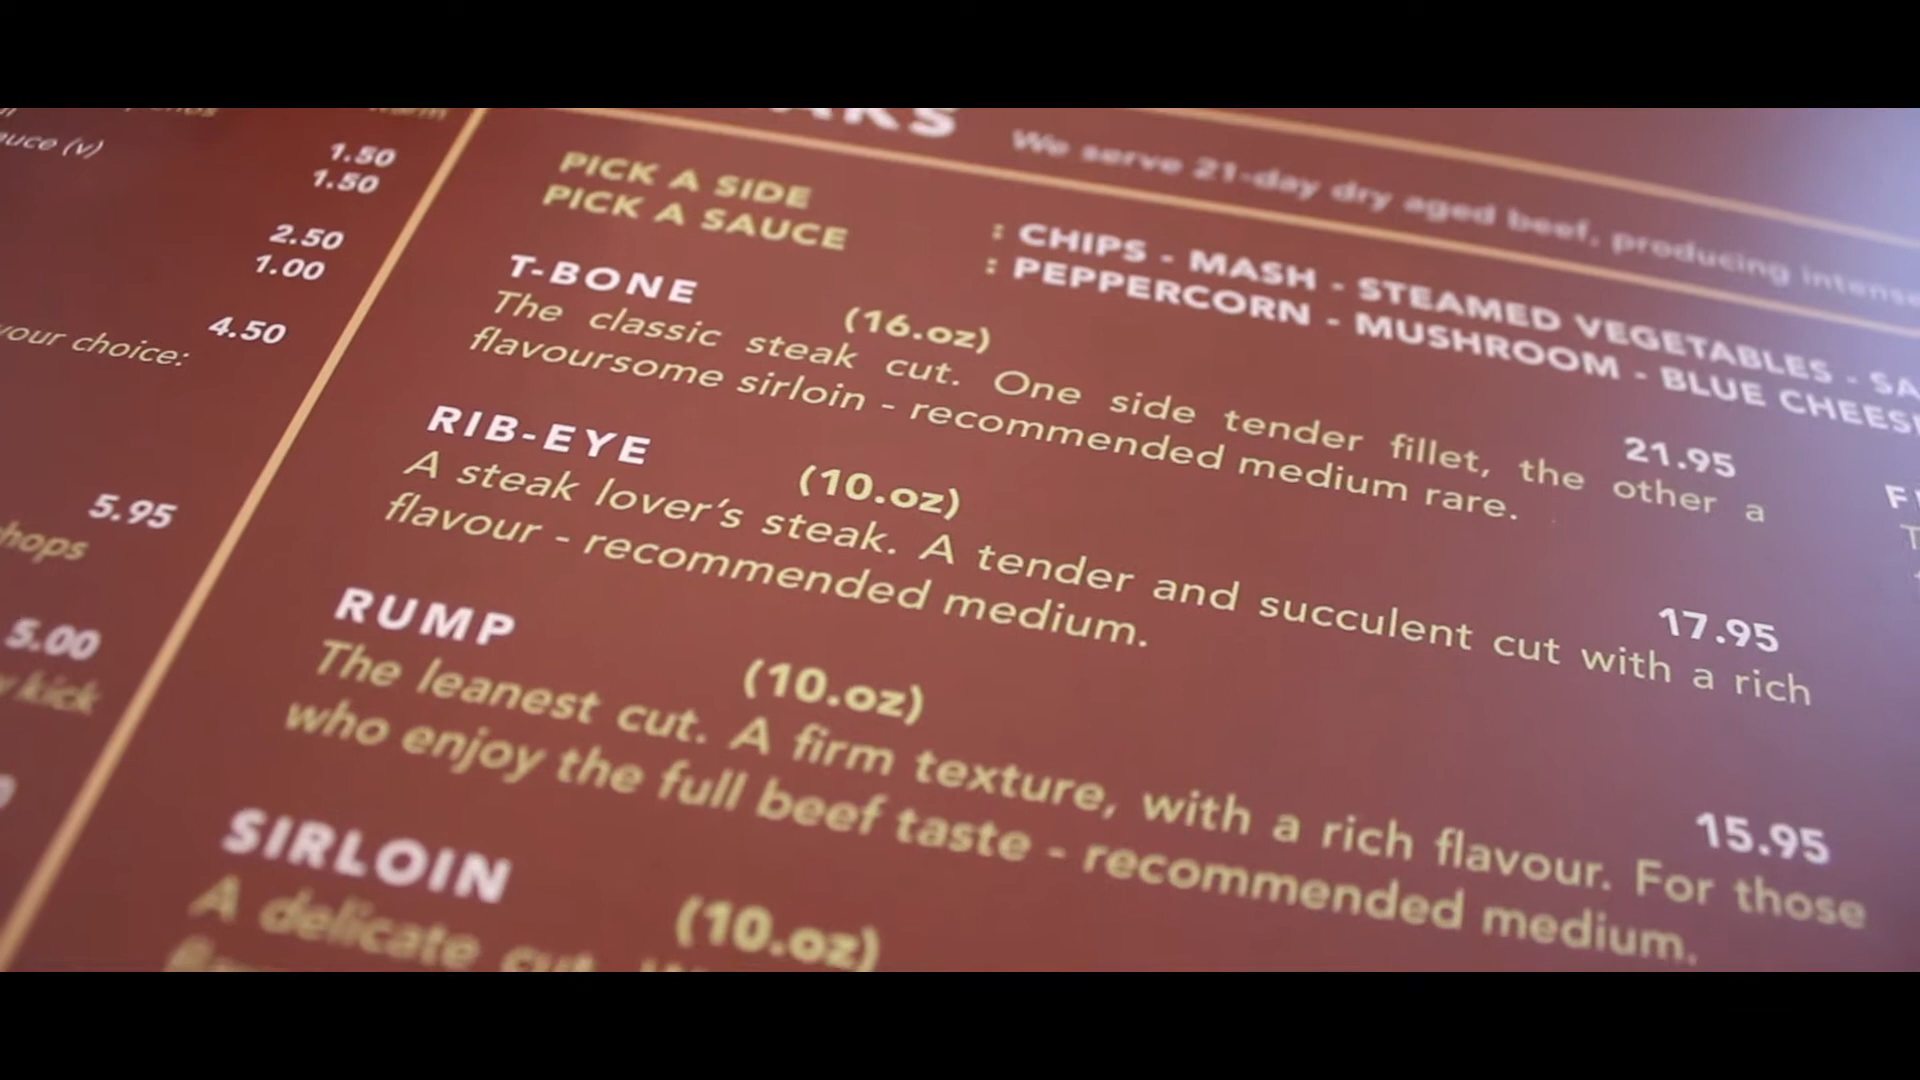 uce (v)
1.50
1.50
2.50
1.00
4.50
your choice:
5.95
hops
5.00
kick
We serve 21-day dry aged beef, producing intense
PICK A SIDE : CHIPS - MASH - STEAMED VEGETABLES - SA
PICK A SAUCE : PEPPERCORN - MUSHROOM - BLUE CHEES
T-BONE (16.oz) 21.95
The classic steak cut. One side tender fillet, the other a
flavoursome sirloin - recommended medium rare.
RIB-EYE (10.oz) 17.95
A steak lover's steak. A tender and succulent cut with a rich
flavour - recommended medium.
RUMP (10.oz) 15.95
The leanest cut. A firm texture, with a rich flavour. For those
who enjoy the full beef taste - recommended medium.
SIRLOIN (10.oz)
A delicate cut.